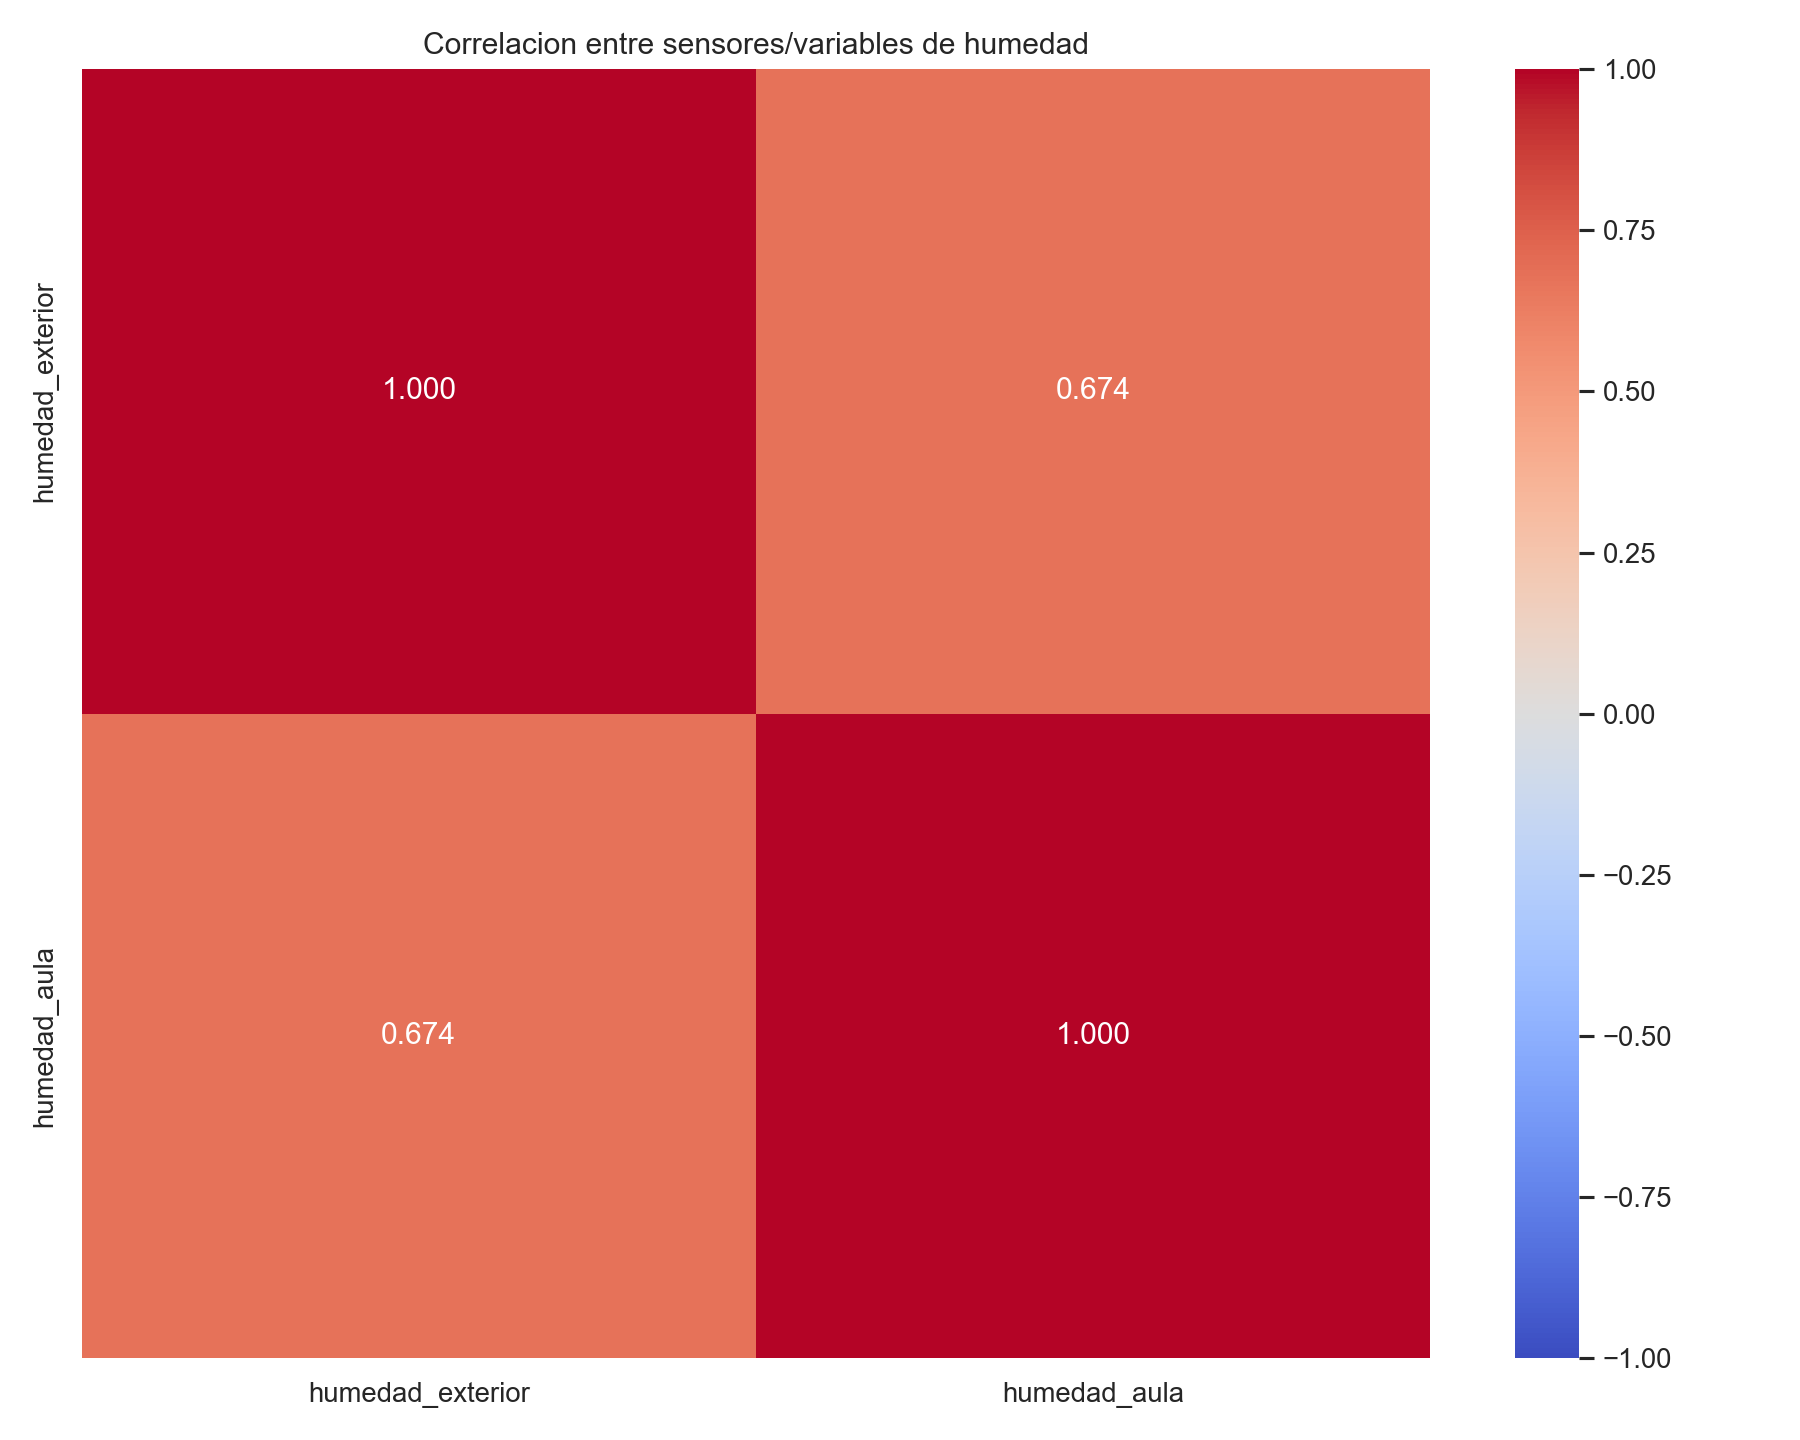 Correlacion entre sensores/variables de humedad
humedad_exterior
humedad_aula
1.000
0.674
0.674
1.000
humedad_exterior
humedad_aula
1.00
0.75
0.50
0.25
0.00
−0.25
−0.50
−0.75
−1.00